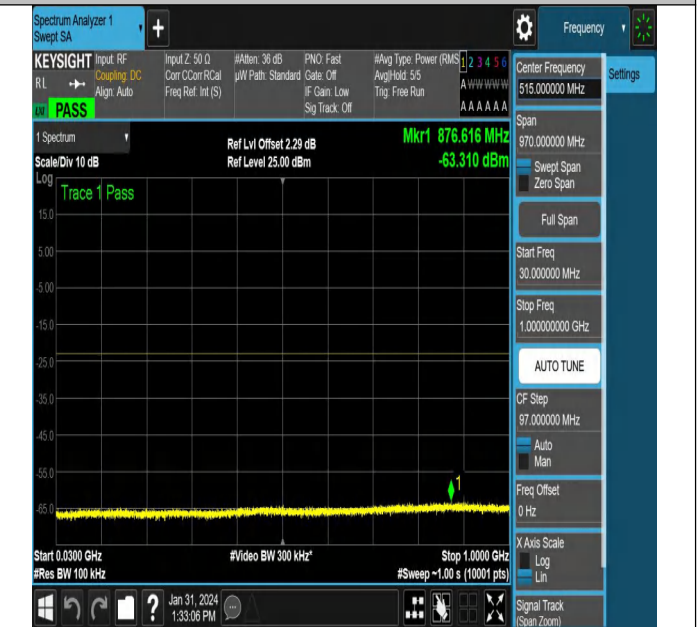 Spectrum Analyzer 1
Swept SA
+
Frequency
KEYSIGHT
RL
PASS
Input: RF
Coupling: DC
Align: Auto
Input Z: 50 Ω
Corr CCorr RCal
Freq Ref: Int (S)
#Atten: 36 dB
µW Path: Standard
PNO: Fast
Gate: Off
IF Gain: Low
Sig Track: Off
#Avg Type: Power (RMS
Avg|Hold: 5/5
Trig: Free Run
1 2 3 4 5 6
A W W W W W
A A A A A A
1 Spectrum
Scale/Div 10 dB
Ref Lvl Offset 2.29 dB
Ref Level 25.00 dBm
Mkr1 876.616 MHz
-63.310 dBm
Log
Trace 1 Pass
15.0
5.00
-5.00
-15.0
-25.0
-35.0
-45.0
-55.0
-65.0
1
Start 0.0300 GHz
#Res BW 100 kHz
#Video BW 300 kHz*
Stop 1.0000 GHz
#Sweep ~1.00 s (10001 pts)
?
Jan 31, 2024
1:33:06 PM
Center Frequency
515.000000 MHz
Settings
Span
970.000000 MHz
Swept Span
Zero Span
Full Span
Start Freq
30.000000 MHz
Stop Freq
1.000000000 GHz
AUTO TUNE
CF Step
97.000000 MHz
Auto
Man
Freq Offset
0 Hz
X Axis Scale
Log
Lin
Signal Track
(Span Zoom)